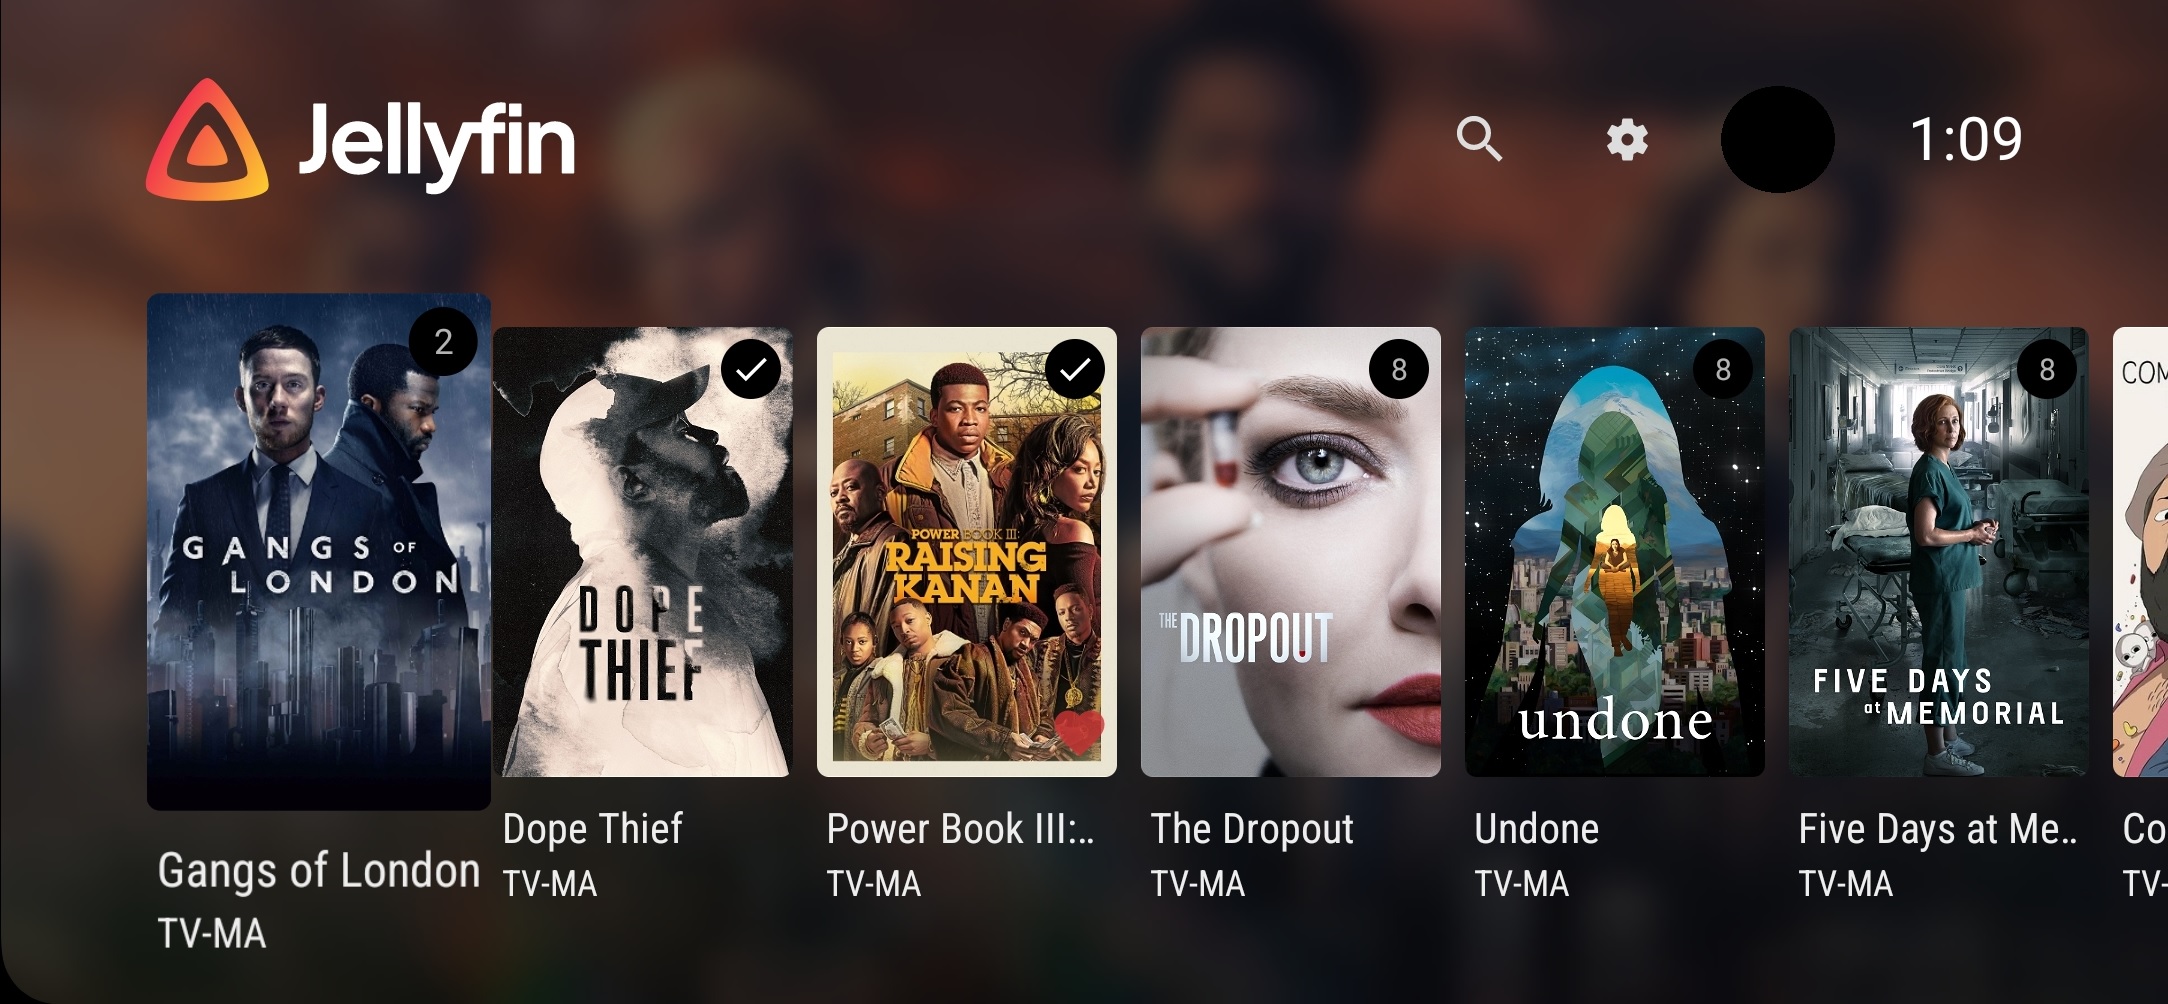 Jellyfin
1:09
2
GANGS OF
LONDON
Gangs of London
TV-MA
DOPE
THIEF
Dope Thief
TV-MA
POWER BOOK III:
RAISING
KANAN
Power Book III:..
TV-MA
8
THE DROPOUT
The Dropout
TV-MA
8
undone
Undone
TV-MA
8
FIVE DAYS
at MEMORIAL
Five Days at Me..
TV-MA
COM
Co
TV-